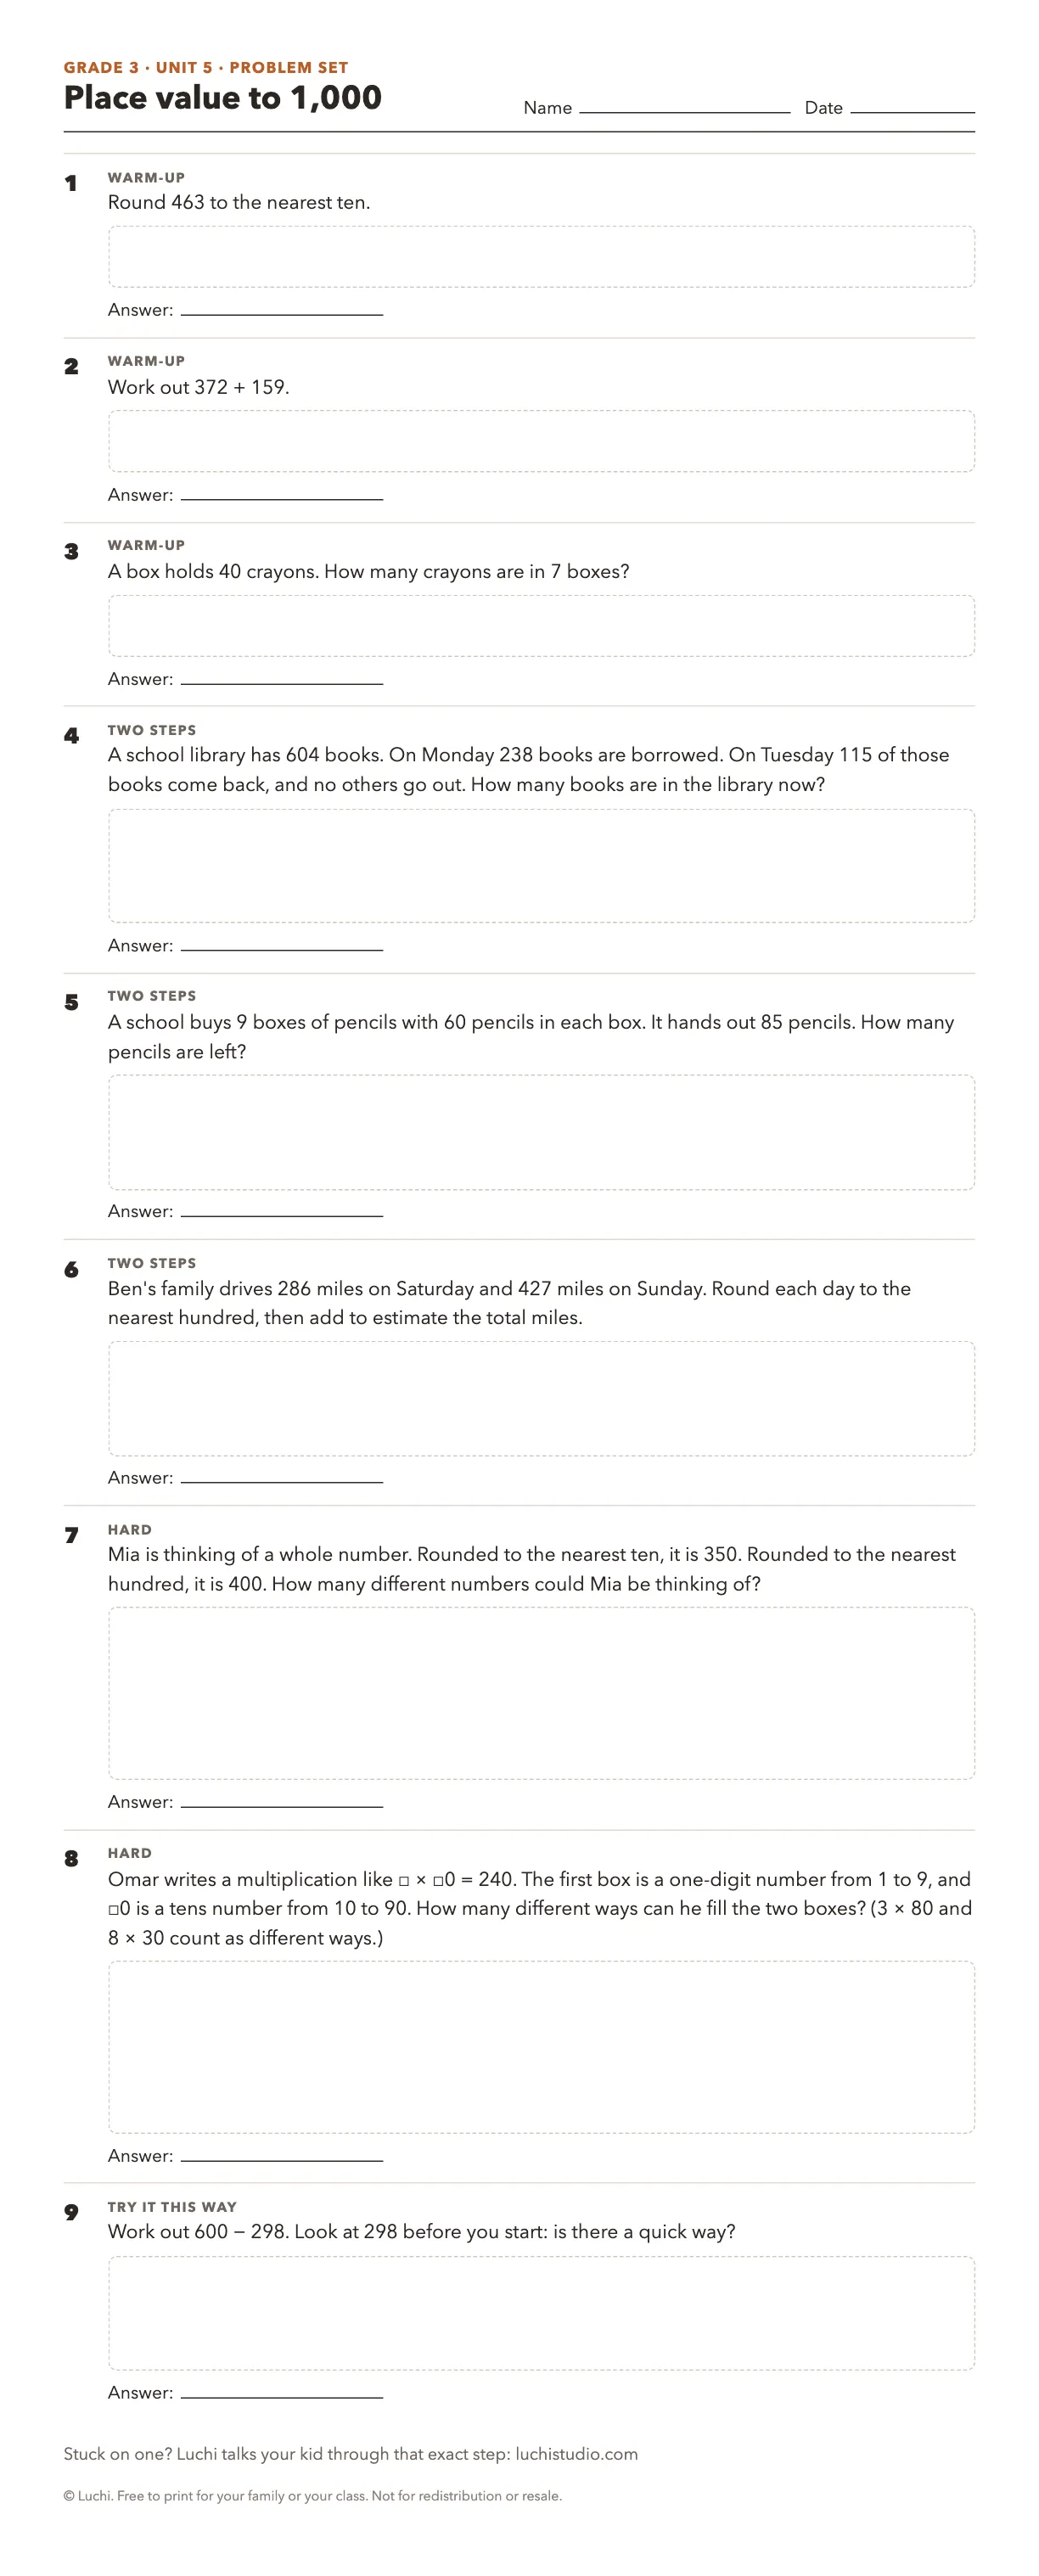 GRADE 3 · UNIT 5 · PROBLEM SET
Place value to 1,000
Name Date
1 WARM-UP
Round 463 to the nearest ten.
Answer:
2 WARM-UP
Work out 372 + 159.
Answer:
3 WARM-UP
A box holds 40 crayons. How many crayons are in 7 boxes?
Answer:
4 TWO STEPS
A school library has 604 books. On Monday 238 books are borrowed. On Tuesday 115 of those
books come back, and no others go out. How many books are in the library now?
Answer:
5 TWO STEPS
A school buys 9 boxes of pencils with 60 pencils in each box. It hands out 85 pencils. How many
pencils are left?
Answer:
6 TWO STEPS
Ben's family drives 286 miles on Saturday and 427 miles on Sunday. Round each day to the
nearest hundred, then add to estimate the total miles.
Answer:
7 HARD
Mia is thinking of a whole number. Rounded to the nearest ten, it is 350. Rounded to the nearest
hundred, it is 400. How many different numbers could Mia be thinking of?
Answer:
8 HARD
Omar writes a multiplication like □ × □0 = 240. The first box is a one-digit number from 1 to 9, and
□0 is a tens number from 10 to 90. How many different ways can he fill the two boxes? (3 × 80 and
8 × 30 count as different ways.)
Answer:
9 TRY IT THIS WAY
Work out 600 − 298. Look at 298 before you start: is there a quick way?
Answer:
Stuck on one? Luchi talks your kid through that exact step: luchistudio.com
© Luchi. Free to print for your family or your class. Not for redistribution or resale.